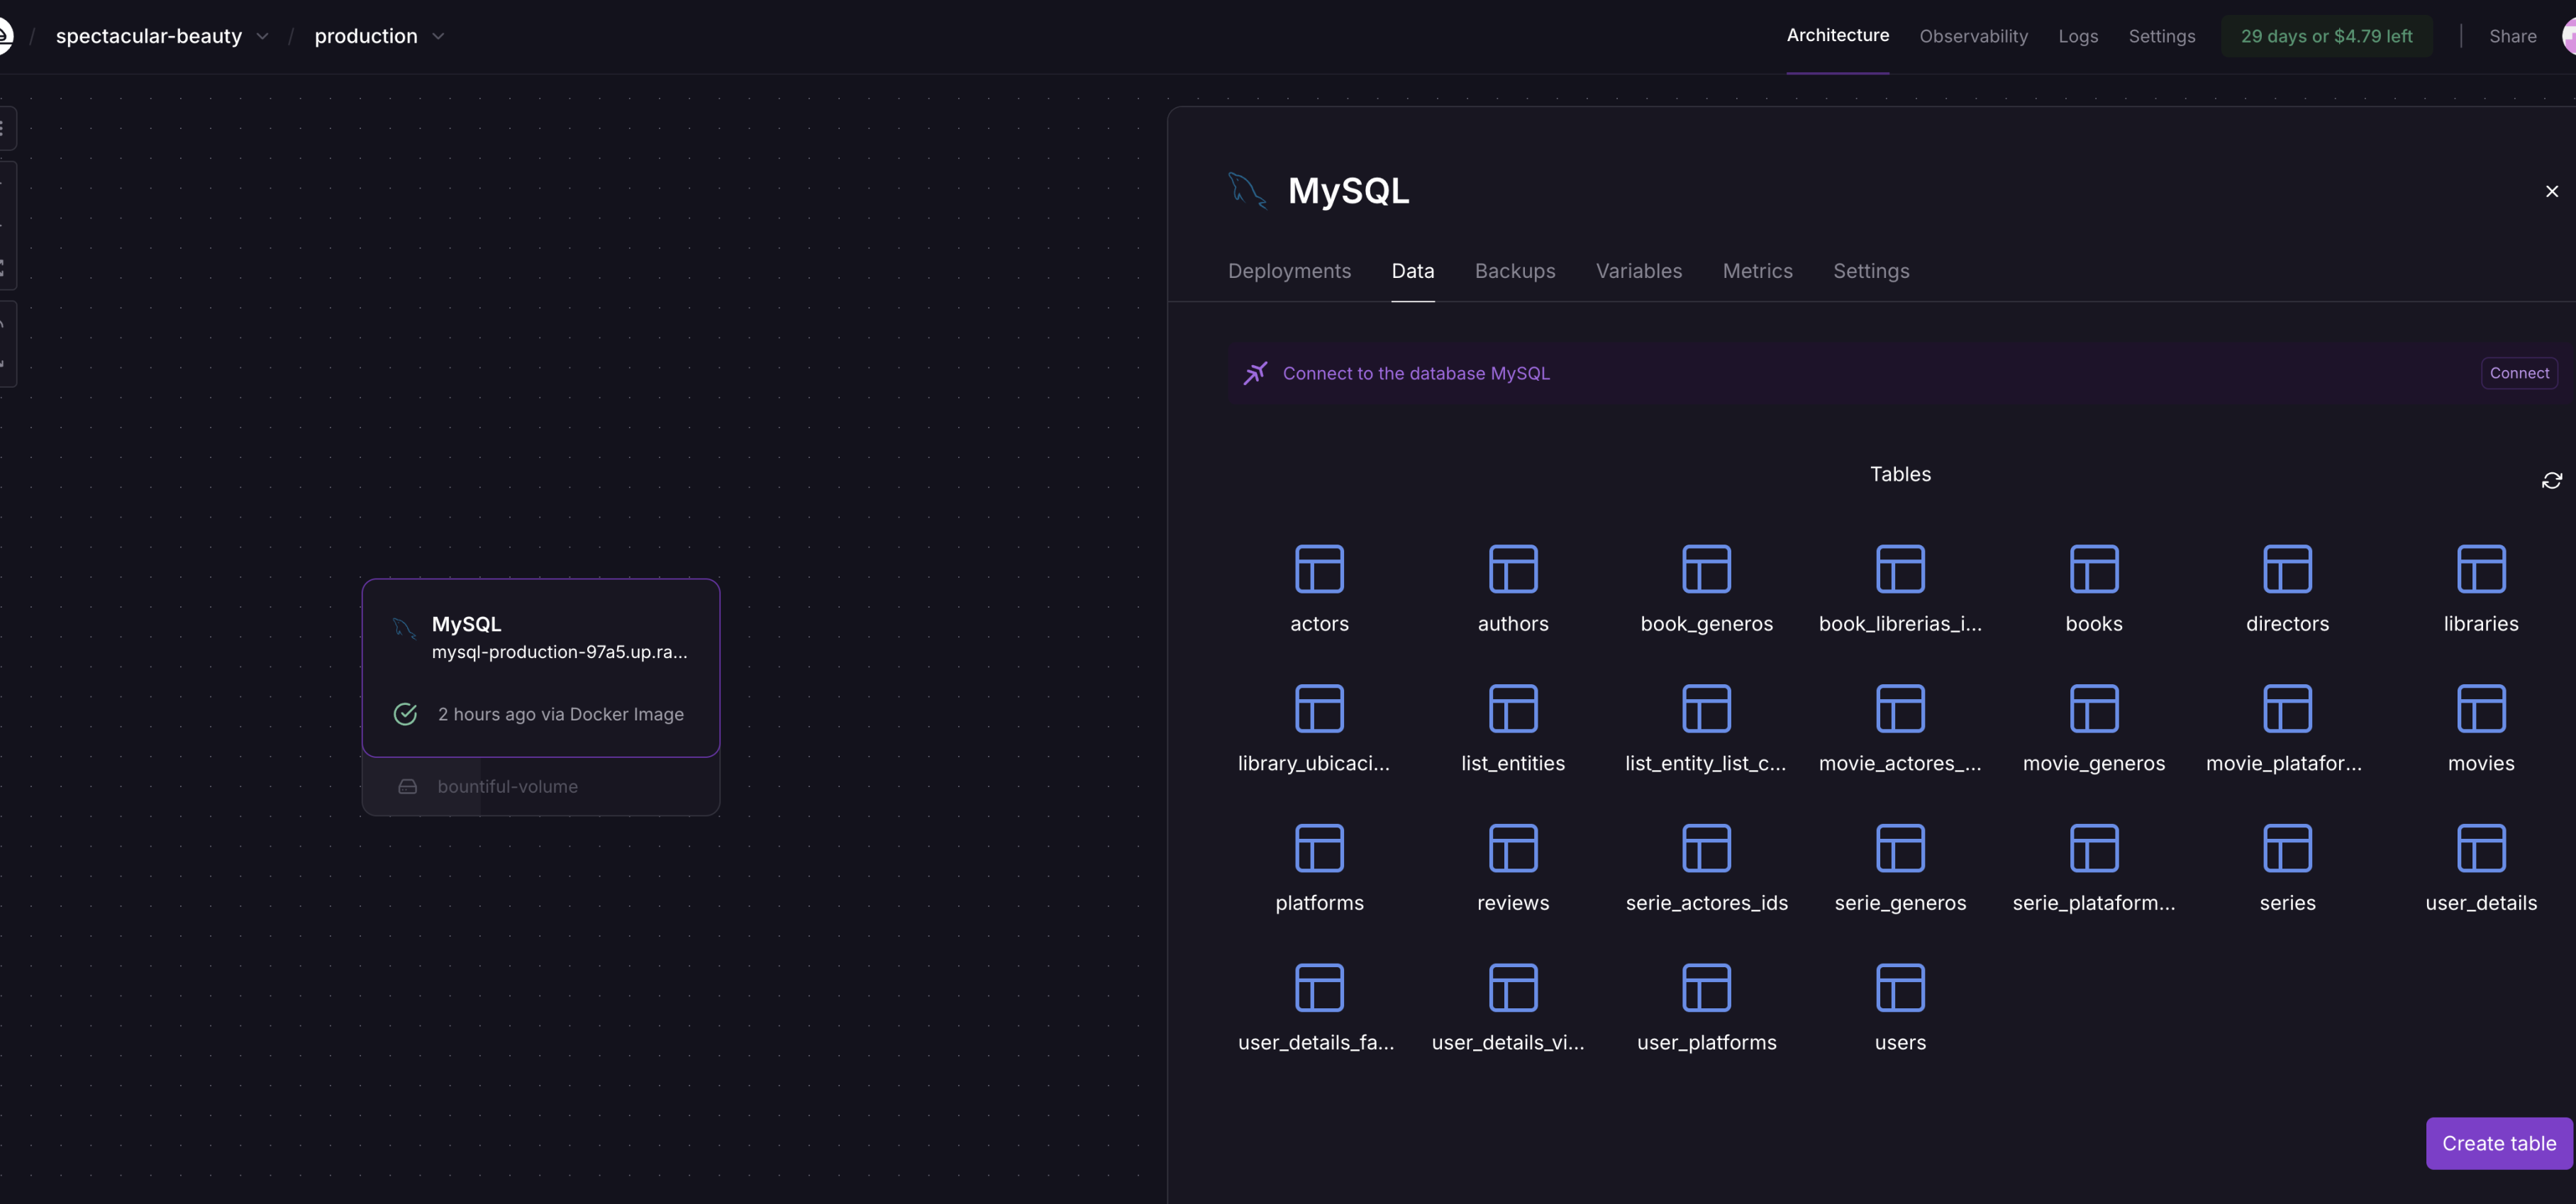 / spectacular-beauty / production
Architecture Observability Logs Settings 29 days or $4.79 left Share
MySQL
Deployments Data Backups Variables Metrics Settings
Connect to the database MySQL Connect
Tables
actors authors book_generos book_librerias_i... books directors libraries
library_ubicaci... list_entities list_entity_list_c... movie_actores_... movie_generos movie_platafor... movies
platforms reviews serie_actores_ids serie_generos serie_plataform... series user_details
user_details_fa... user_details_vi... user_platforms users
Create table
MySQL
mysql-production-97a5.up.ra...
2 hours ago via Docker Image
bountiful-volume